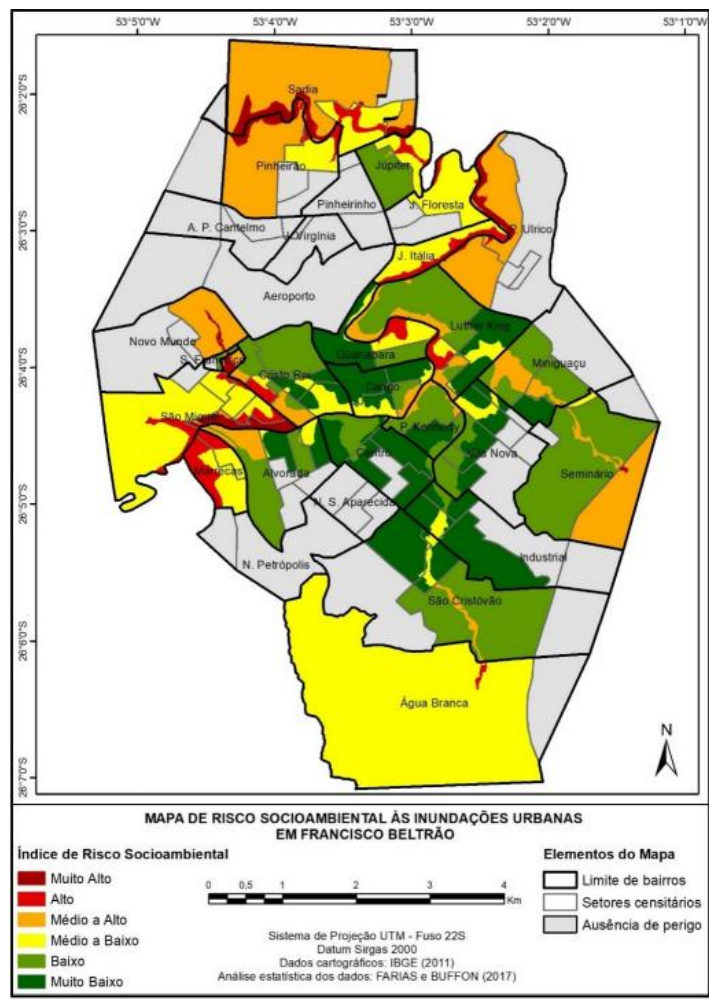 53°5'0"W 53°4'0"W 53°3'0"W 53°2'0"W 53°1'0"W
26°2'0"S
26°3'0"S
26°4'0"S
26°5'0"S
26°6'0"S
26°7'0"S
Sadia
Pinheirão
Júpiter
Pinheirinho
J. Floresta
A. P. Cantelmo
J. Virgínia
P. Ulrico
J. Itália
Aeroporto
Luther King
Novo Mundo
Guanabara
Miniguaçu
S. Francisco
Cristo Rei
Cango
São Miguel
P. Kennedy
Centro
Vila Nova
Marrecas
Alvorada
Seminário
N. S. Aparecida
Industrial
N. Petrópolis
São Cristóvão
Água Branca
N
MAPA DE RISCO SOCIOAMBIENTAL ÀS INUNDAÇÕES URBANAS
EM FRANCISCO BELTRÃO
Índice de Risco Socioambiental
Muito Alto
Alto
Médio a Alto
Médio a Baixo
Baixo
Muito Baixo
0 0,5 1 2 3 4
Km
Sistema de Projeção UTM - Fuso 22S
Datum Sirgas 2000
Dados cartográficos: IBGE (2011)
Análise estatística dos dados: FARIAS e BUFFON (2017)
Elementos do Mapa
Limite de bairros
Setores censitários
Ausência de perigo